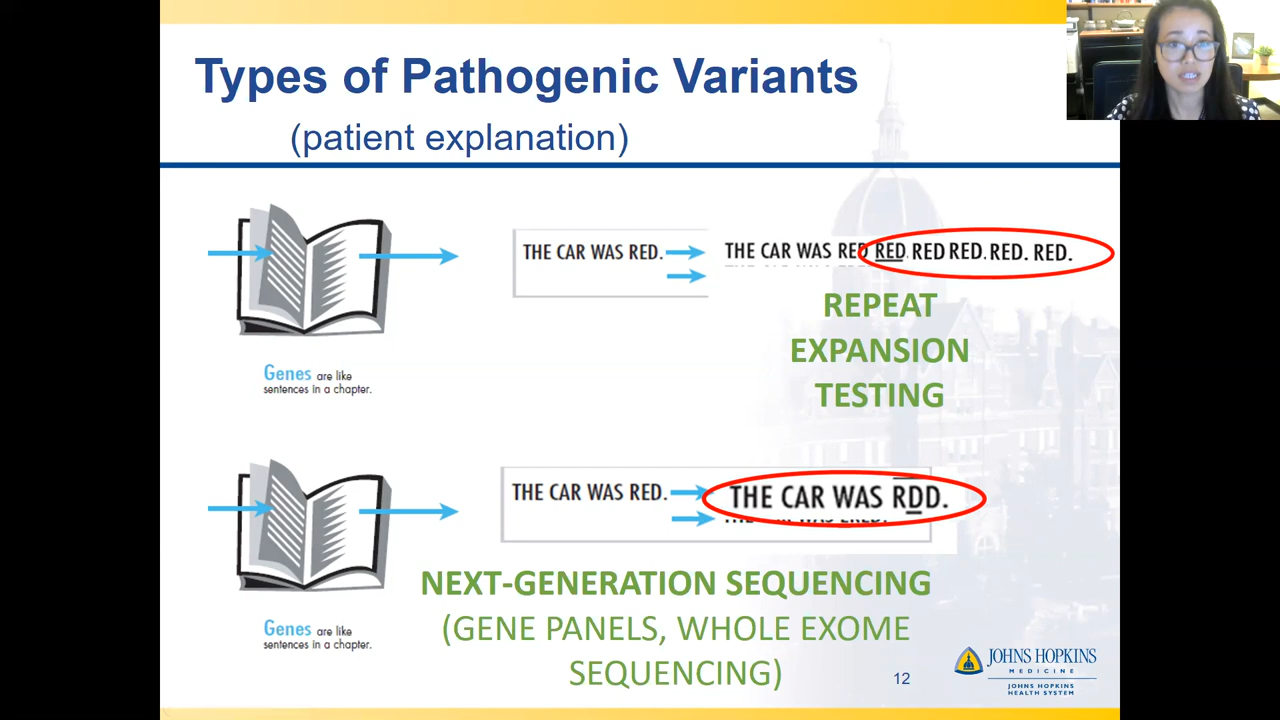 Types of Pathogenic Variants
(patient explanation)
THE CAR WAS RED.
THE CAR WAS RED RED. RED RED. RED. RED.
REPEAT
EXPANSION
TESTING
Genes are like
sentences in a chapter.
THE CAR WAS RED.
THE CAR WAS RDD.
NEXT-GENERATION SEQUENCING
(GENE PANELS, WHOLE EXOME
SEQUENCING)
Genes are like
sentences in a chapter.
12
JOHNS HOPKINS
MEDICINE
JOHNS HOPKINS
HEALTH SYSTEM